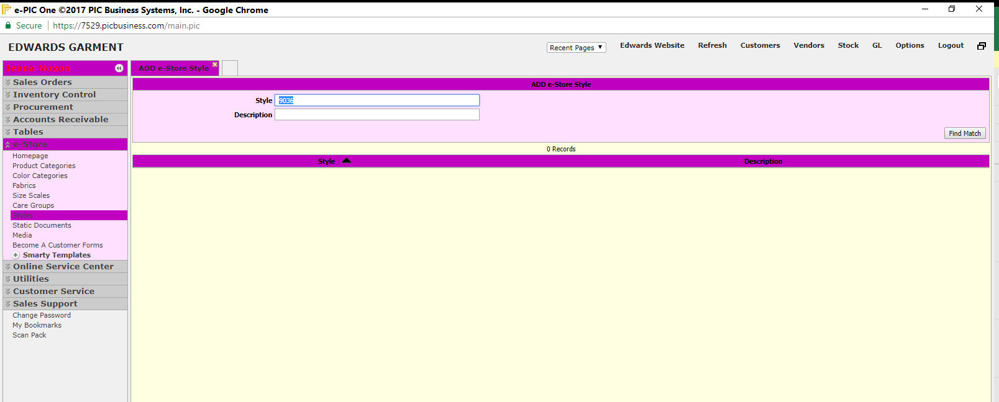 e-PIC One ©2017 PIC Business Systems, Inc. - Google Chrome
Secure https://7529.picbusiness.com/main.pic
EDWARDS GARMENT
Recent Pages ▼ Edwards Website Refresh Customers Vendors Stock GL Options Logout
Jenna Noxon
Sales Orders
Inventory Control
Procurement
Accounts Receivable
Tables
e-Store
Homepage
Product Categories
Color Categories
Fabrics
Size Scales
Care Groups
Styles
Static Documents
Media
Become A Customer Forms
Smarty Templates
Online Service Center
Utilities
Customer Service
Sales Support
Change Password
My Bookmarks
Scan Pack
ADD e-Store Style
ADD e-Store Style
Style 9036
Description
Find Match
0 Records
Style Description